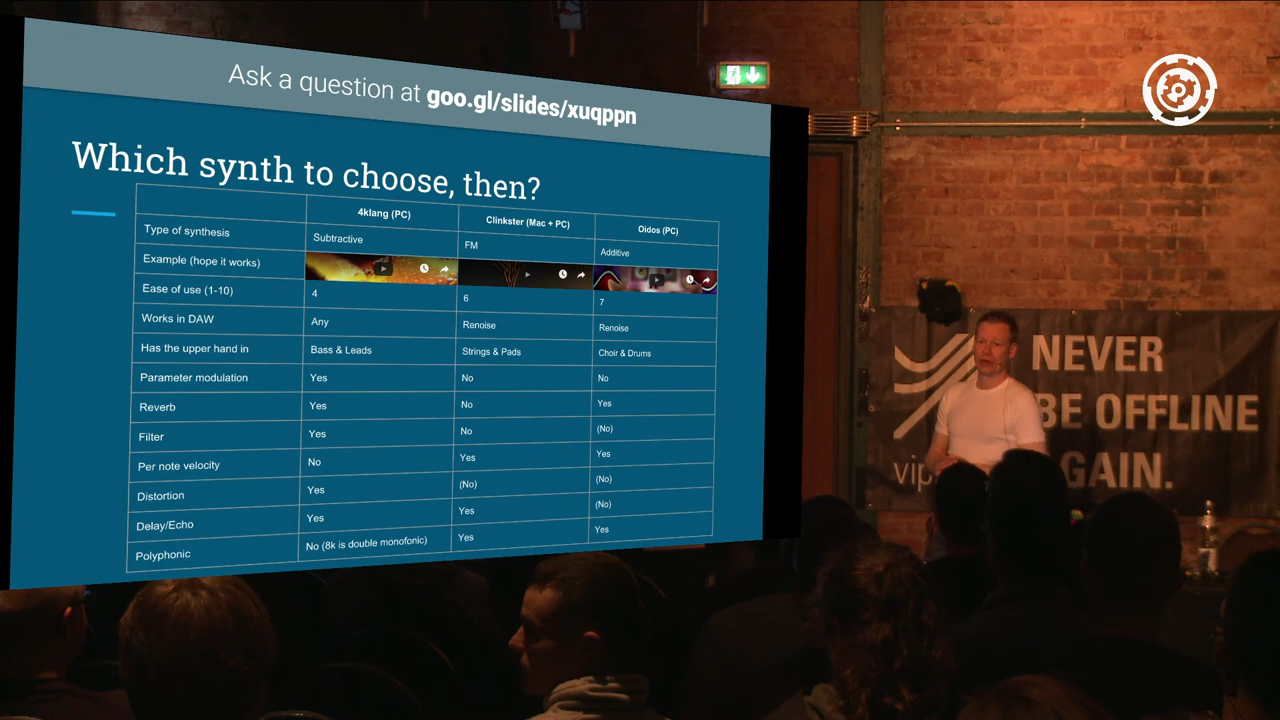 Ask a question at goo.gl/slides/xuqppn
Which synth to choose, then?
4klang (PC) Clinkster (Mac + PC) Oidos (PC)
Type of synthesis Subtractive FM Additive
Example (hope it works)
Ease of use (1-10) 4 6 7
Works in DAW Any Renoise Renoise
Has the upper hand in Bass & Leads Strings & Pads Choir & Drums
Parameter modulation Yes No No
Reverb Yes No Yes
Filter Yes No (No)
Per note velocity No Yes Yes
Distortion Yes (No) (No)
Delay/Echo Yes Yes (No)
Polyphonic No (8k is double monofonic) Yes Yes
NEVER
BE OFFLINE
GAIN.
vip